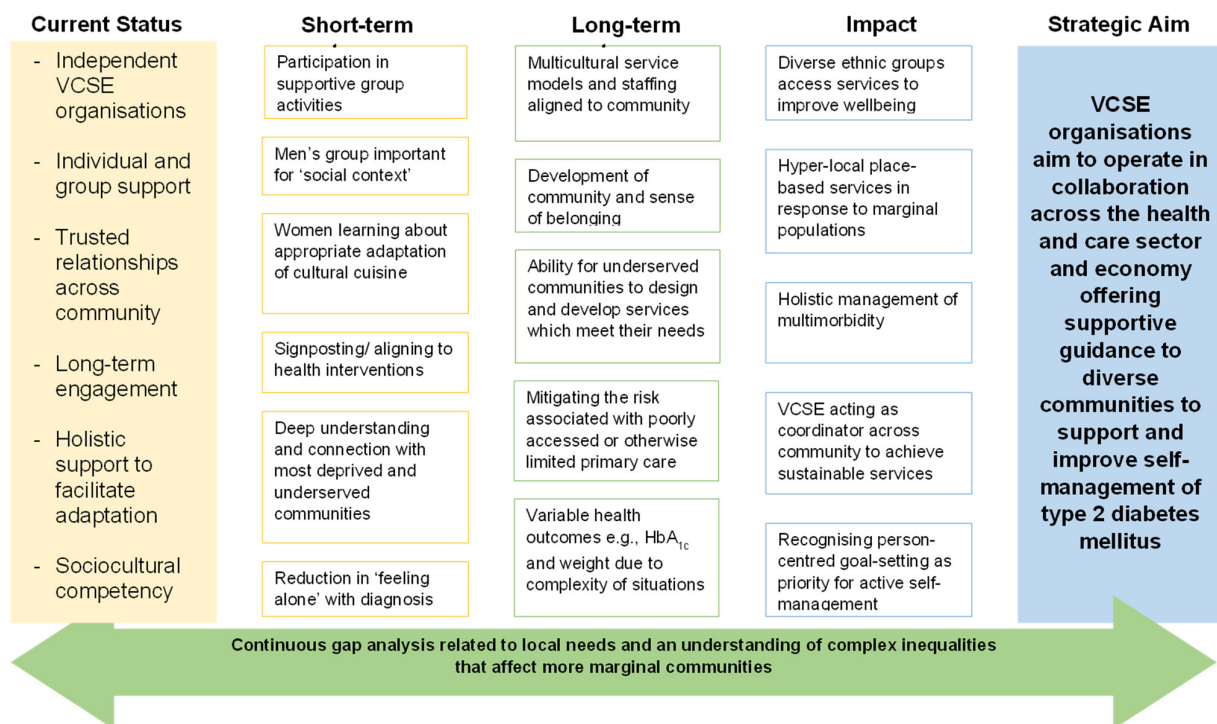 Current Status
Short-term
Long-term
Impact
Strategic Aim
- Independent
VCSE
organisations
- Individual and
group support
- Trusted
relationships
across
community
- Long-term
engagement
- Holistic
support to
facilitate
adaptation
- Sociocultural
competency
Participation in
supportive group
activities
Men's group important
for 'social context'
Women learning about
appropriate adaptation
of cultural cuisine
Signposting/ aligning to
health interventions
Deep understanding
and connection with
most deprived and
underserved
communities
Reduction in 'feeling
alone' with diagnosis
Multicultural service
models and staffing
aligned to community
Development of
community and sense
of belonging
Ability for underserved
communities to design
and develop services
which meet their needs
Mitigating the risk
associated with poorly
accessed or otherwise
limited primary care
Variable health
outcomes e.g., HbA1c
and weight due to
complexity of situations
Diverse ethnic groups
access services to
improve wellbeing
Hyper-local place-
based services in
response to marginal
populations
Holistic management of
multimorbidity
VCSE acting as
coordinator across
community to achieve
sustainable services
Recognising person-
centred goal-setting as
priority for active self-
management
VCSE
organisations
aim to operate in
collaboration
across the health
and care sector
and economy
offering
supportive
guidance to
diverse
communities to
support and
improve self-
management of
type 2 diabetes
mellitus
Continuous gap analysis related to local needs and an understanding of complex inequalities
that affect more marginal communities